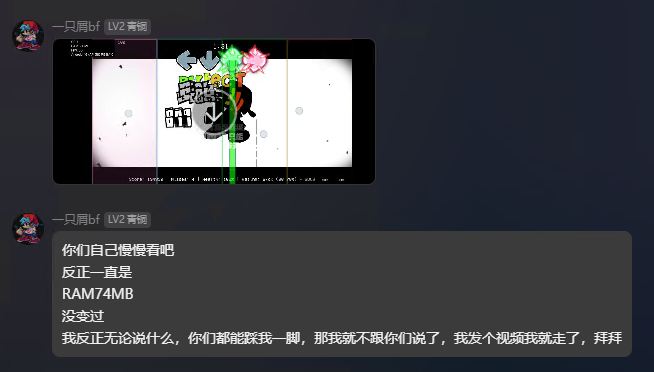 一只屑bf LV2 青铜
一只屑bf LV2 青铜
你们自己慢慢看吧
反正一直是
RAM74MB
没变过
我反正无论说什么，你们都能踩我一脚，那我就不跟你们说了，我发个视频我就走了，拜拜